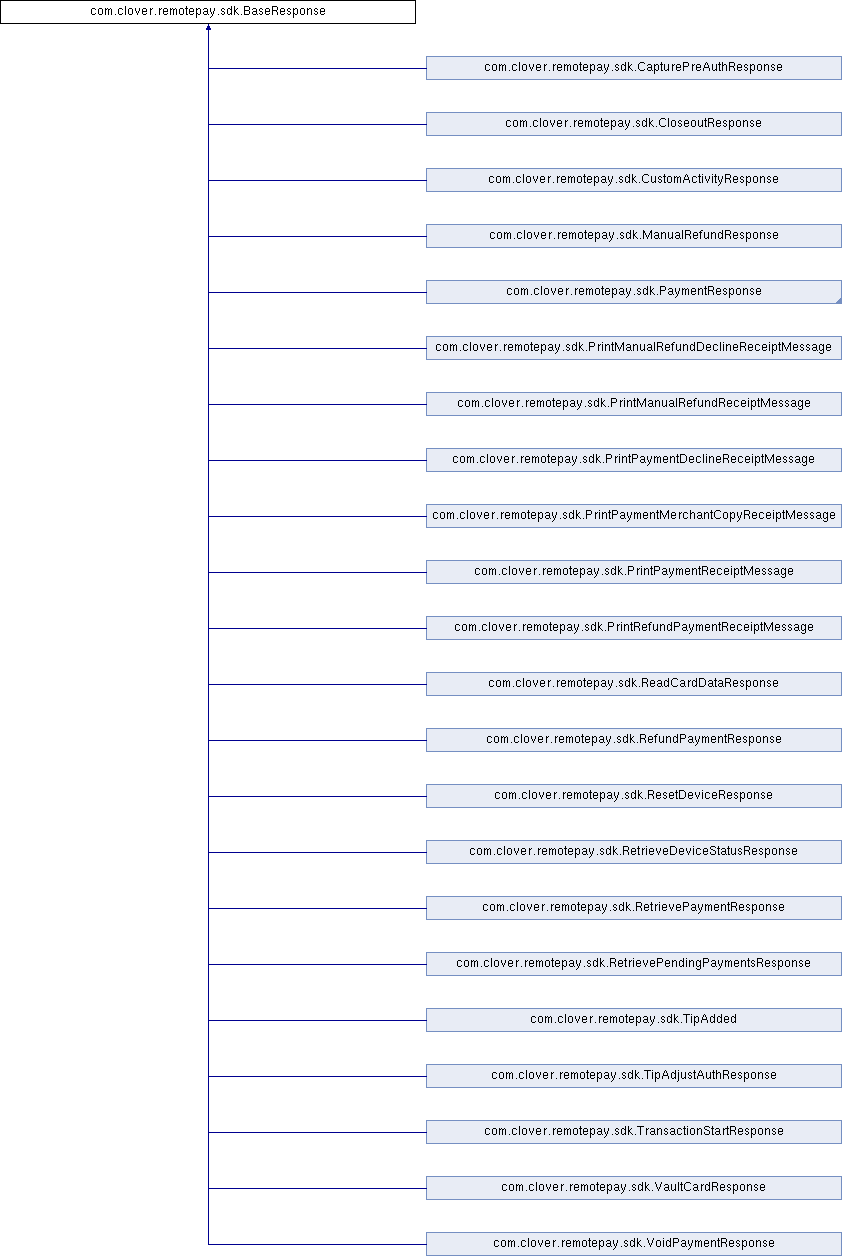 com.clover.remotepay.sdk.BaseResponse
com.clover.remotepay.sdk.CapturePreAuthResponse
com.clover.remotepay.sdk.CloseoutResponse
com.clover.remotepay.sdk.CustomActivityResponse
com.clover.remotepay.sdk.ManualRefundResponse
com.clover.remotepay.sdk.PaymentResponse
com.clover.remotepay.sdk.PrintManualRefundDeclineReceiptMessage
com.clover.remotepay.sdk.PrintManualRefundReceiptMessage
com.clover.remotepay.sdk.PrintPaymentDeclineReceiptMessage
com.clover.remotepay.sdk.PrintPaymentMerchantCopyReceiptMessage
com.clover.remotepay.sdk.PrintPaymentReceiptMessage
com.clover.remotepay.sdk.PrintRefundPaymentReceiptMessage
com.clover.remotepay.sdk.ReadCardDataResponse
com.clover.remotepay.sdk.RefundPaymentResponse
com.clover.remotepay.sdk.ResetDeviceResponse
com.clover.remotepay.sdk.RetrieveDeviceStatusResponse
com.clover.remotepay.sdk.RetrievePaymentResponse
com.clover.remotepay.sdk.RetrievePendingPaymentsResponse
com.clover.remotepay.sdk.TipAdded
com.clover.remotepay.sdk.TipAdjustAuthResponse
com.clover.remotepay.sdk.TransactionStartResponse
com.clover.remotepay.sdk.VaultCardResponse
com.clover.remotepay.sdk.VoidPaymentResponse